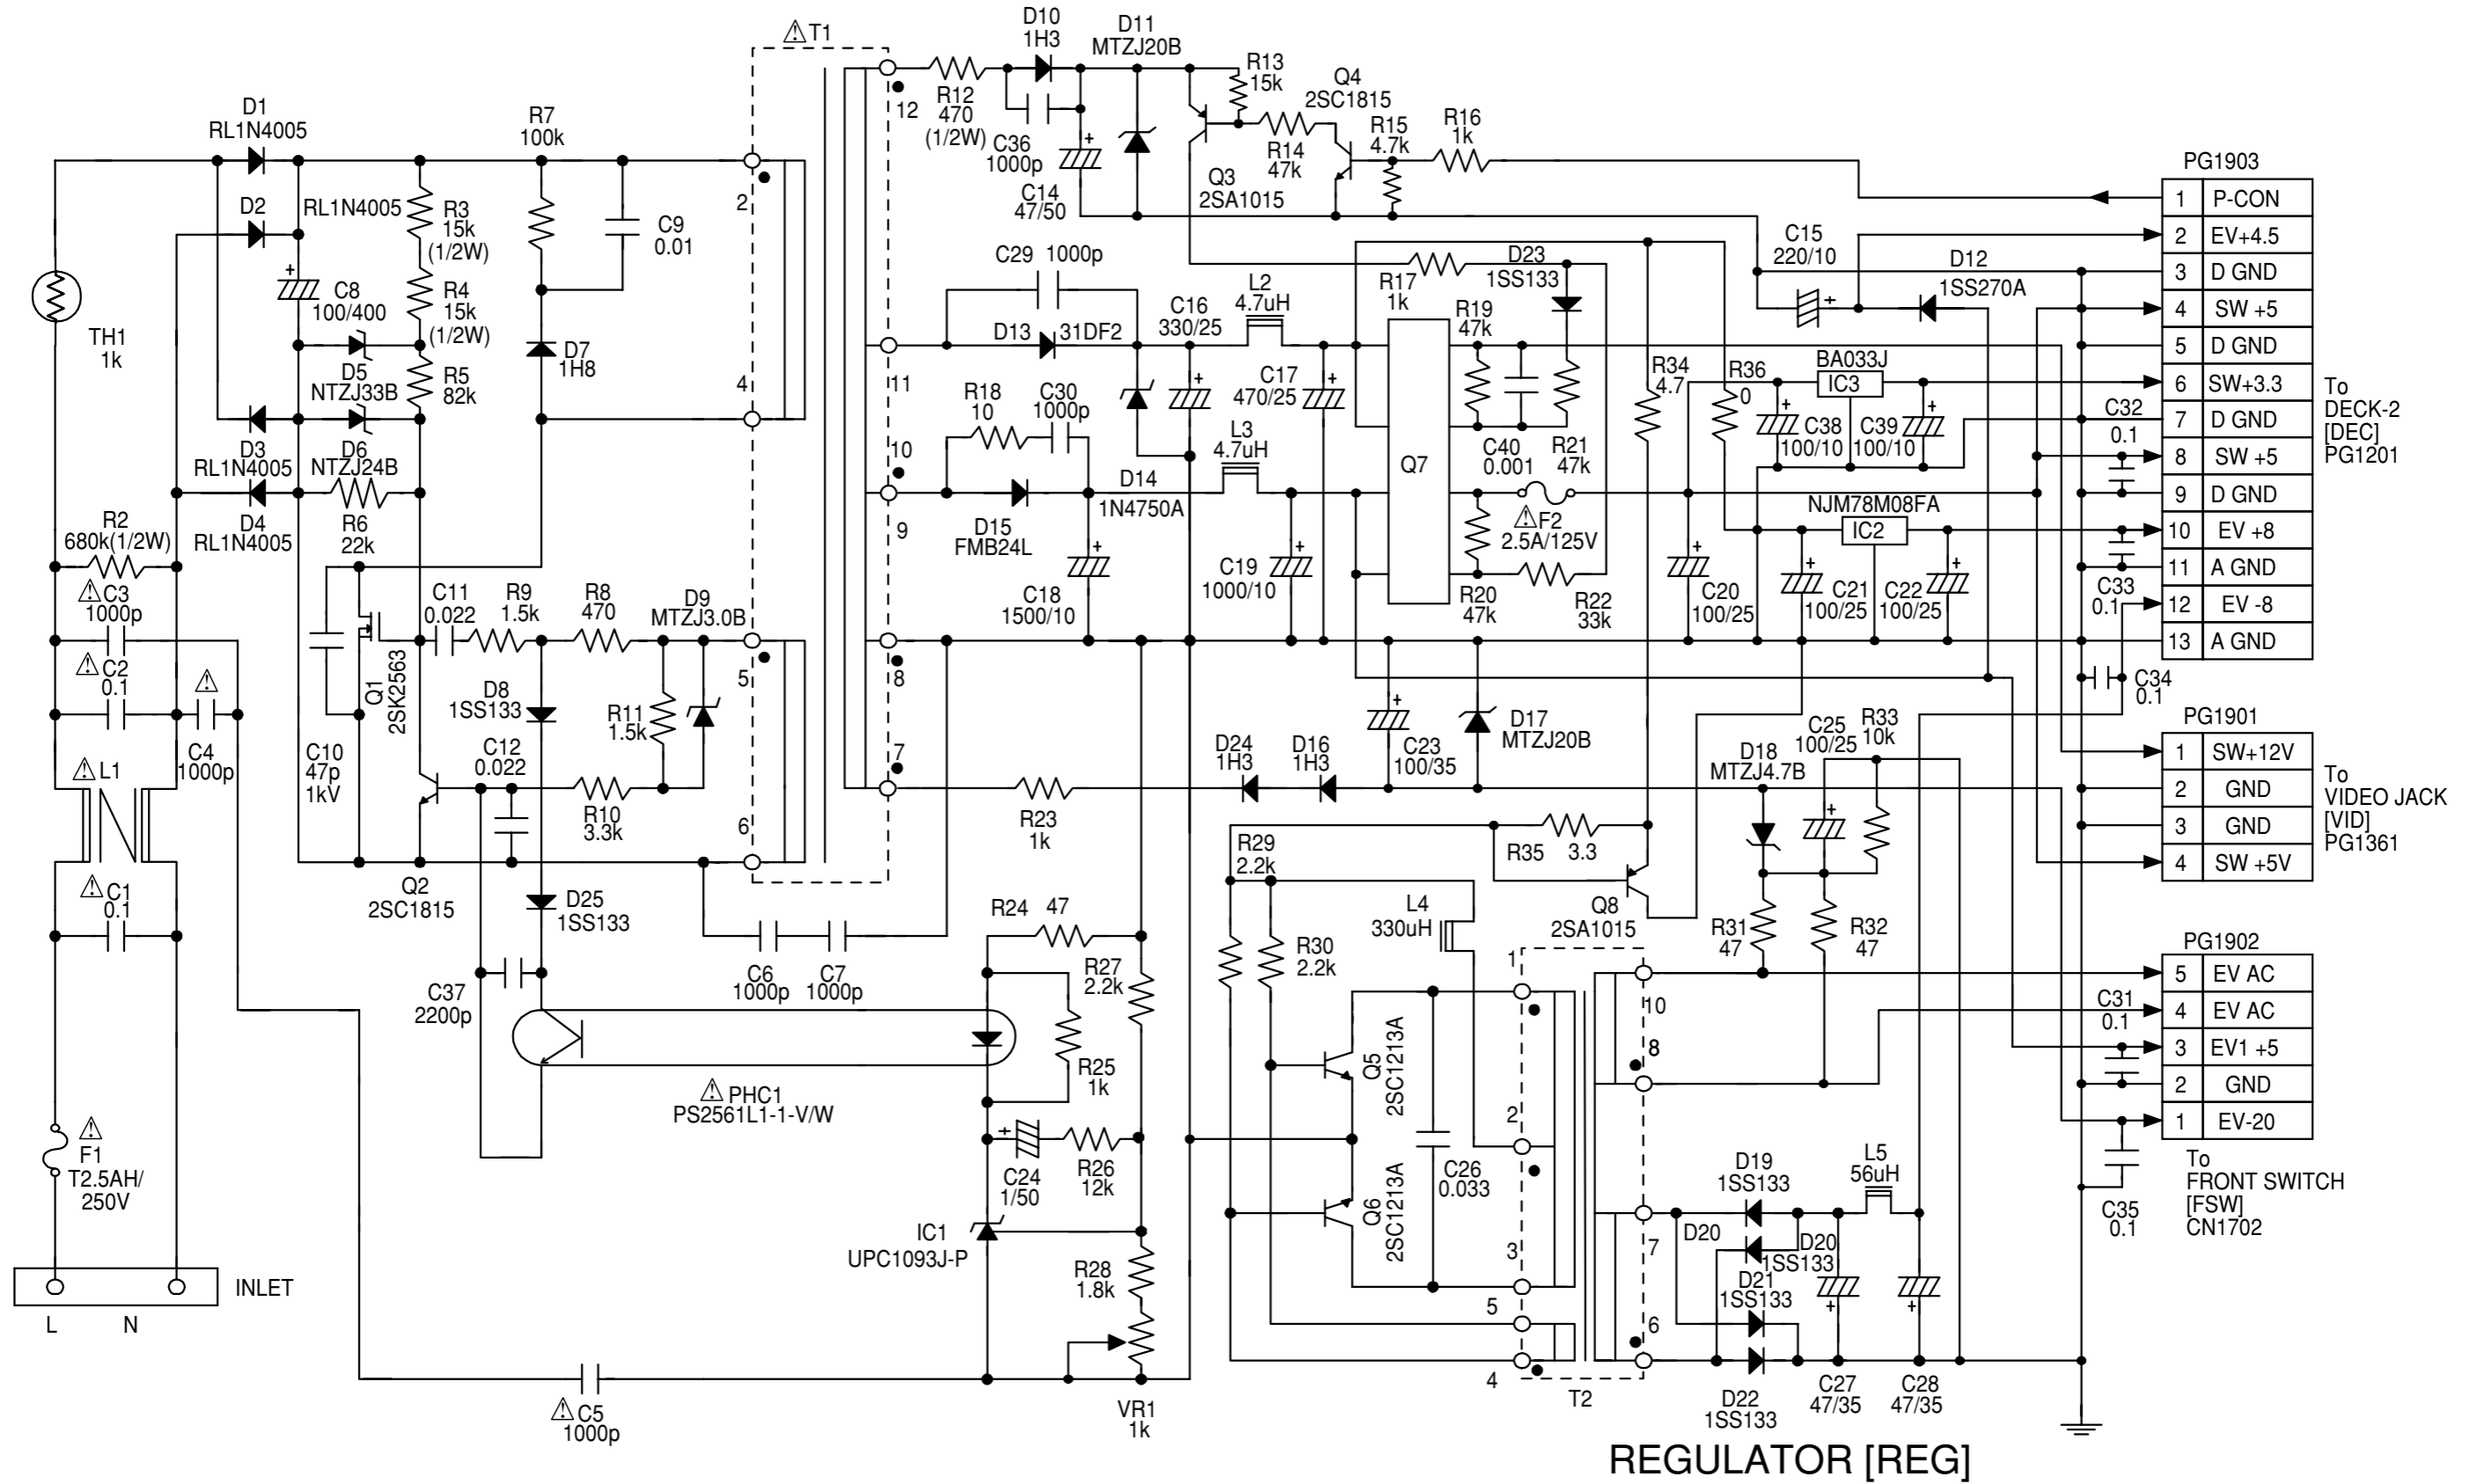 T1
D10
1H3
D11
MTZJ20B
R12
470
(1/2W)
C36
1000p
C14
47/50
R13
15k
Q4
2SC1815
R14
47k
R15
4.7k
R16
1k
Q3
2SA1015
12
D1
RL1N4005
D2
RL1N4005
R7
100k
R3
15k
(1/2W)
R4
15k
(1/2W)
R5
82k
C9
0.01
C8
100/400
D5
NTZJ33B
D6
NTZJ24B
D7
1H8
TH1
1k
D3
RL1N4005
D4
RL1N4005
R6
22k
R2
680k(1/2W)
C3
1000p
C2
0.1
C4
1000p
L1
C1
0.1
C10
47p
1kV
Q1
2SK2563
C11
0.022
R9
1.5k
R8
470
D9
MTZJ3.0B
D8
1SS133
R11
1.5k
C12
0.022
R10
3.3k
Q2
2SC1815
D25
1SS133
C37
2200p
2
4
5
6
11
10
9
8
7
C29 1000p
D13 31DF2
C16
330/25
L2
4.7uH
R18
10
C30
1000p
L3
4.7uH
D14
1N4750A
D15
FMB24L
C17
470/25
C18
1500/10
C19
1000/10
R17
1k
D23
1SS133
R19
47k
Q7
C40
0.001
R21
47k
F2
2.5A/125V
R20
47k
R22
33k
R34
4.7
R36
0
C15
220/10
D12
1SS270A
BA033J
IC3
C38
100/10
C39
100/10
NJM78M08FA
IC2
C20
100/25
C21
100/25
C22
100/25
C32
0.1
C33
0.1
C34
0.1
PG1903
1 P-CON
2 EV+4.5
3 D GND
4 SW +5
5 D GND
6 SW+3.3
7 D GND
8 SW +5
9 D GND
10 EV +8
11 A GND
12 EV -8
13 A GND
To
DECK-2
[DEC]
PG1201
R23
1k
D24
1H3
D16
1H3
C23
100/35
D17
MTZJ20B
D18
MTZJ4.7B
C25
100/25
R33
10k
R29
2.2k
R35
3.3
Q8
2SA1015
R31
47
R32
47
PG1901
1 SW+12V
2 GND
3 GND
4 SW +5V
To
VIDEO JACK
[VID]
PG1361
R24 47
C6
1000p
C7
1000p
R27
2.2k
R25
1k
PHC1
PS2561L1-1-V/W
C24
1/50
R26
12k
IC1
UPC1093J-P
R28
1.8k
VR1
1k
R30
2.2k
L4
330uH
Q5
2SC1213A
Q6
2SC1213A
C26
0.033
1
2
3
5
4
10
8
7
6
T2
C31
0.1
PG1902
5 EV AC
4 EV AC
3 EV1 +5
2 GND
1 EV-20
To
FRONT SWITCH
[FSW]
CN1702
C35
0.1
D19
1SS133
D20
D20
1SS133
D21
1SS133
D22
1SS133
L5
56uH
C27
47/35
C28
47/35
F1
T2.5AH/
250V
INLET
L N
C5
1000p
REGULATOR [REG]